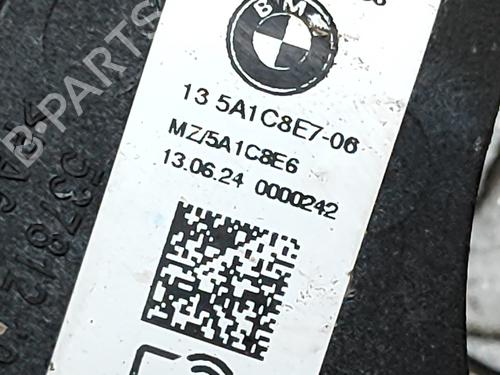 BMW
13 5A1C8E7-06
MZ/5A1C8E6
13.06.24 0000242
B-PARTS